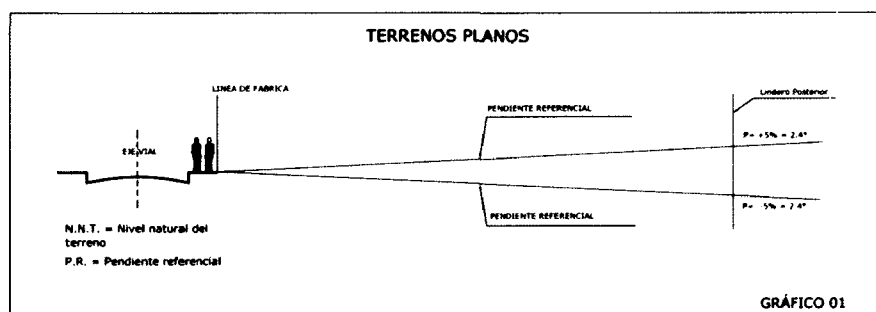 TERRENOS PLANOS
LINEA DE FABRICA
Lindero Posterior
PENDIENTE REFERENCIAL
EJE VIAL
P= +5% = 2.4°
P= -5% = 2.4°
PENDIENTE REFERENCIAL
N.N.T. = Nivel natural del
terreno
P.R. = Pendiente referencial
GRÁFICO 01